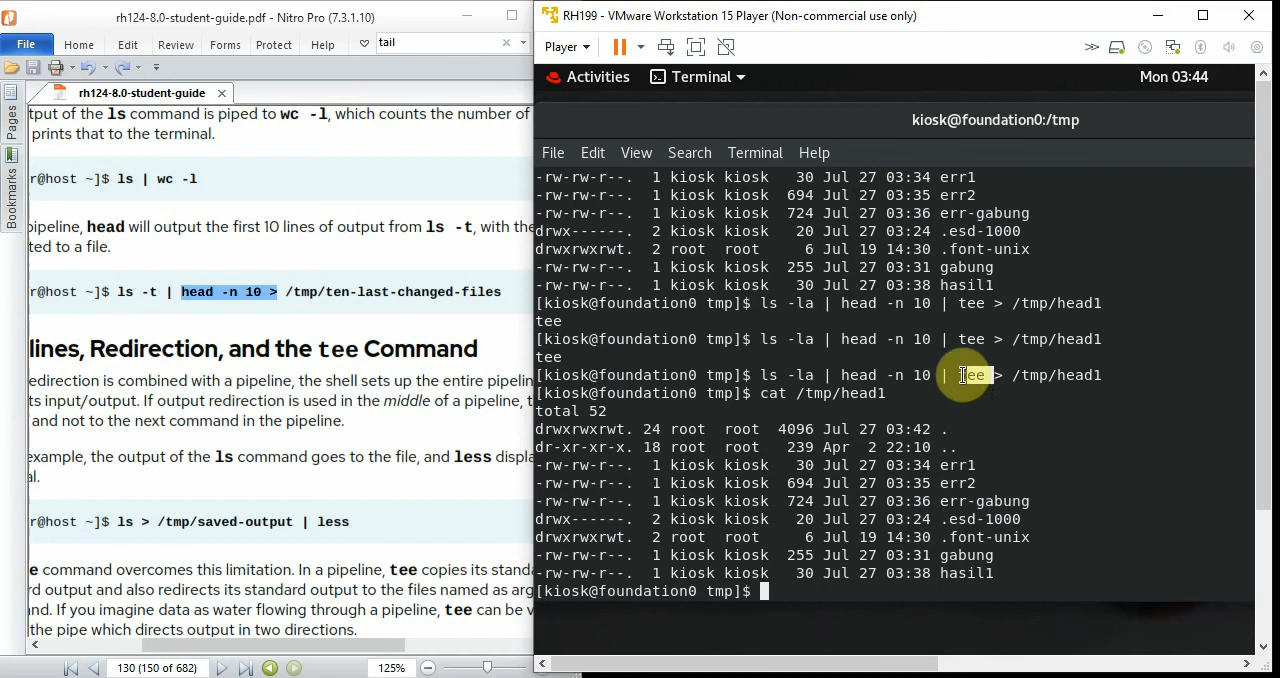 rh124-8.0-student-guide.pdf - Nitro Pro (7.3.1.10)
File Home Edit Review Forms Protect Help tail
rh124-8.0-student-guide
Pages
Bookmarks
tput of the ls command is piped to wc -l, which counts the number of
prints that to the terminal.
r@host ~]$ ls | wc -l
pipeline, head will output the first 10 lines of output from ls -t, with the
ted to a file.
r@host ~]$ ls -t | head -n 10 > /tmp/ten-last-changed-files
lines, Redirection, and the tee Command
edirection is combined with a pipeline, the shell sets up the entire pipelin
ts input/output. If output redirection is used in the middle of a pipeline, t
and not to the next command in the pipeline.
example, the output of the ls command goes to the file, and less displa
al.
r@host ~]$ ls > /tmp/saved-output | less
e command overcomes this limitation. In a pipeline, tee copies its standa
rd output and also redirects its standard output to the files named as arg
nd. If you imagine data as water flowing through a pipeline, tee can be v
the pipe which directs output in two directions.
130 (150 of 682) 125%
RH199 - VMware Workstation 15 Player (Non-commercial use only)
Player
Activities Terminal Mon 03:44
kiosk@foundation0:/tmp
File Edit View Search Terminal Help
-rw-rw-r--. 1 kiosk kiosk 30 Jul 27 03:34 err1
-rw-rw-r--. 1 kiosk kiosk 694 Jul 27 03:35 err2
-rw-rw-r--. 1 kiosk kiosk 724 Jul 27 03:36 err-gabung
drwx------. 2 kiosk kiosk 20 Jul 27 03:24 .esd-1000
drwxrwxrwt. 2 root root 6 Jul 19 14:30 .font-unix
-rw-rw-r--. 1 kiosk kiosk 255 Jul 27 03:31 gabung
-rw-rw-r--. 1 kiosk kiosk 30 Jul 27 03:38 hasil1
[kiosk@foundation0 tmp]$ ls -la | head -n 10 | tee > /tmp/head1
tee
[kiosk@foundation0 tmp]$ ls -la | head -n 10 | tee > /tmp/head1
tee
[kiosk@foundation0 tmp]$ ls -la | head -n 10 | tee > /tmp/head1
[kiosk@foundation0 tmp]$ cat /tmp/head1
total 52
drwxrwxrwt. 24 root root 4096 Jul 27 03:42 .
dr-xr-xr-x. 18 root root 239 Apr 2 22:10 ..
-rw-rw-r--. 1 kiosk kiosk 30 Jul 27 03:34 err1
-rw-rw-r--. 1 kiosk kiosk 694 Jul 27 03:35 err2
-rw-rw-r--. 1 kiosk kiosk 724 Jul 27 03:36 err-gabung
drwx------. 2 kiosk kiosk 20 Jul 27 03:24 .esd-1000
drwxrwxrwt. 2 root root 6 Jul 19 14:30 .font-unix
-rw-rw-r--. 1 kiosk kiosk 255 Jul 27 03:31 gabung
-rw-rw-r--. 1 kiosk kiosk 30 Jul 27 03:38 hasil1
[kiosk@foundation0 tmp]$